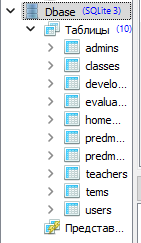 Dbase (SQLite 3)
Таблицы (10)
admins
classes
develo...
evalua...
home...
predm...
predm...
teachers
tems
users
Представ...